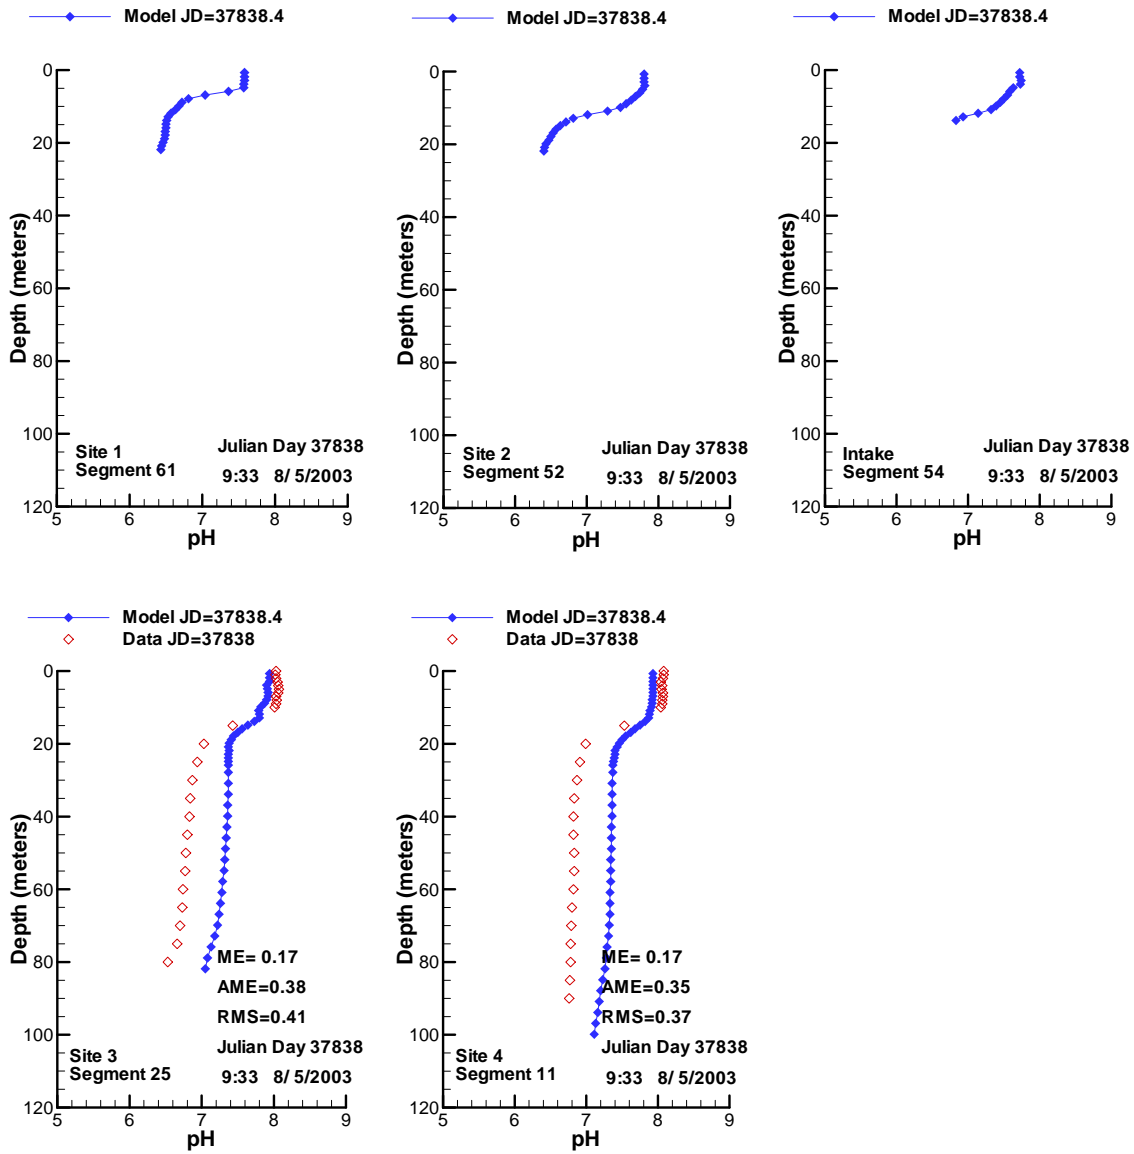 Model JD=37838.4
0
20
40
60
80
100
120
Depth (meters)
Site 1
Segment 61
Julian Day 37838
9:33 8/ 5/2003
5 6 7 8 9
pH
Model JD=37838.4
0
20
40
60
80
100
120
Depth (meters)
Site 2
Segment 52
Julian Day 37838
9:33 8/ 5/2003
5 6 7 8 9
pH
Model JD=37838.4
0
20
40
60
80
100
120
Depth (meters)
Intake
Segment 54
Julian Day 37838
9:33 8/ 5/2003
5 6 7 8 9
pH
Model JD=37838.4
Data JD=37838
0
20
40
60
80
100
120
Depth (meters)
ME= 0.17
AME=0.38
RMS=0.41
Site 3
Segment 25
Julian Day 37838
9:33 8/ 5/2003
5 6 7 8 9
pH
Model JD=37838.4
Data JD=37838
0
20
40
60
80
100
120
Depth (meters)
ME= 0.17
AME=0.35
RMS=0.37
Site 4
Segment 11
Julian Day 37838
9:33 8/ 5/2003
5 6 7 8 9
pH